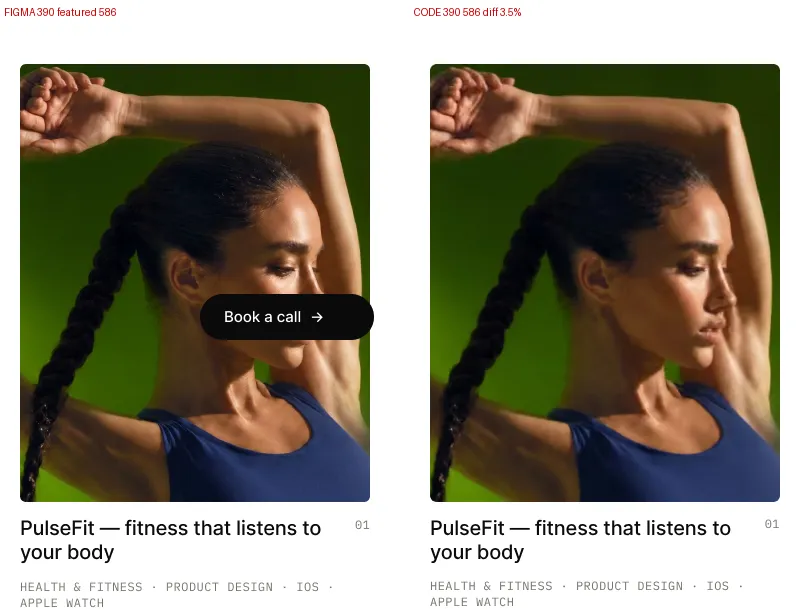 FIGMA 390 featured 586
CODE 390 586 diff 3.5%
Book a call →
PulseFit — fitness that listens to
your body
01
HEALTH & FITNESS · PRODUCT DESIGN · IOS ·
APPLE WATCH
PulseFit — fitness that listens to
your body
01
HEALTH & FITNESS · PRODUCT DESIGN · IOS ·
APPLE WATCH